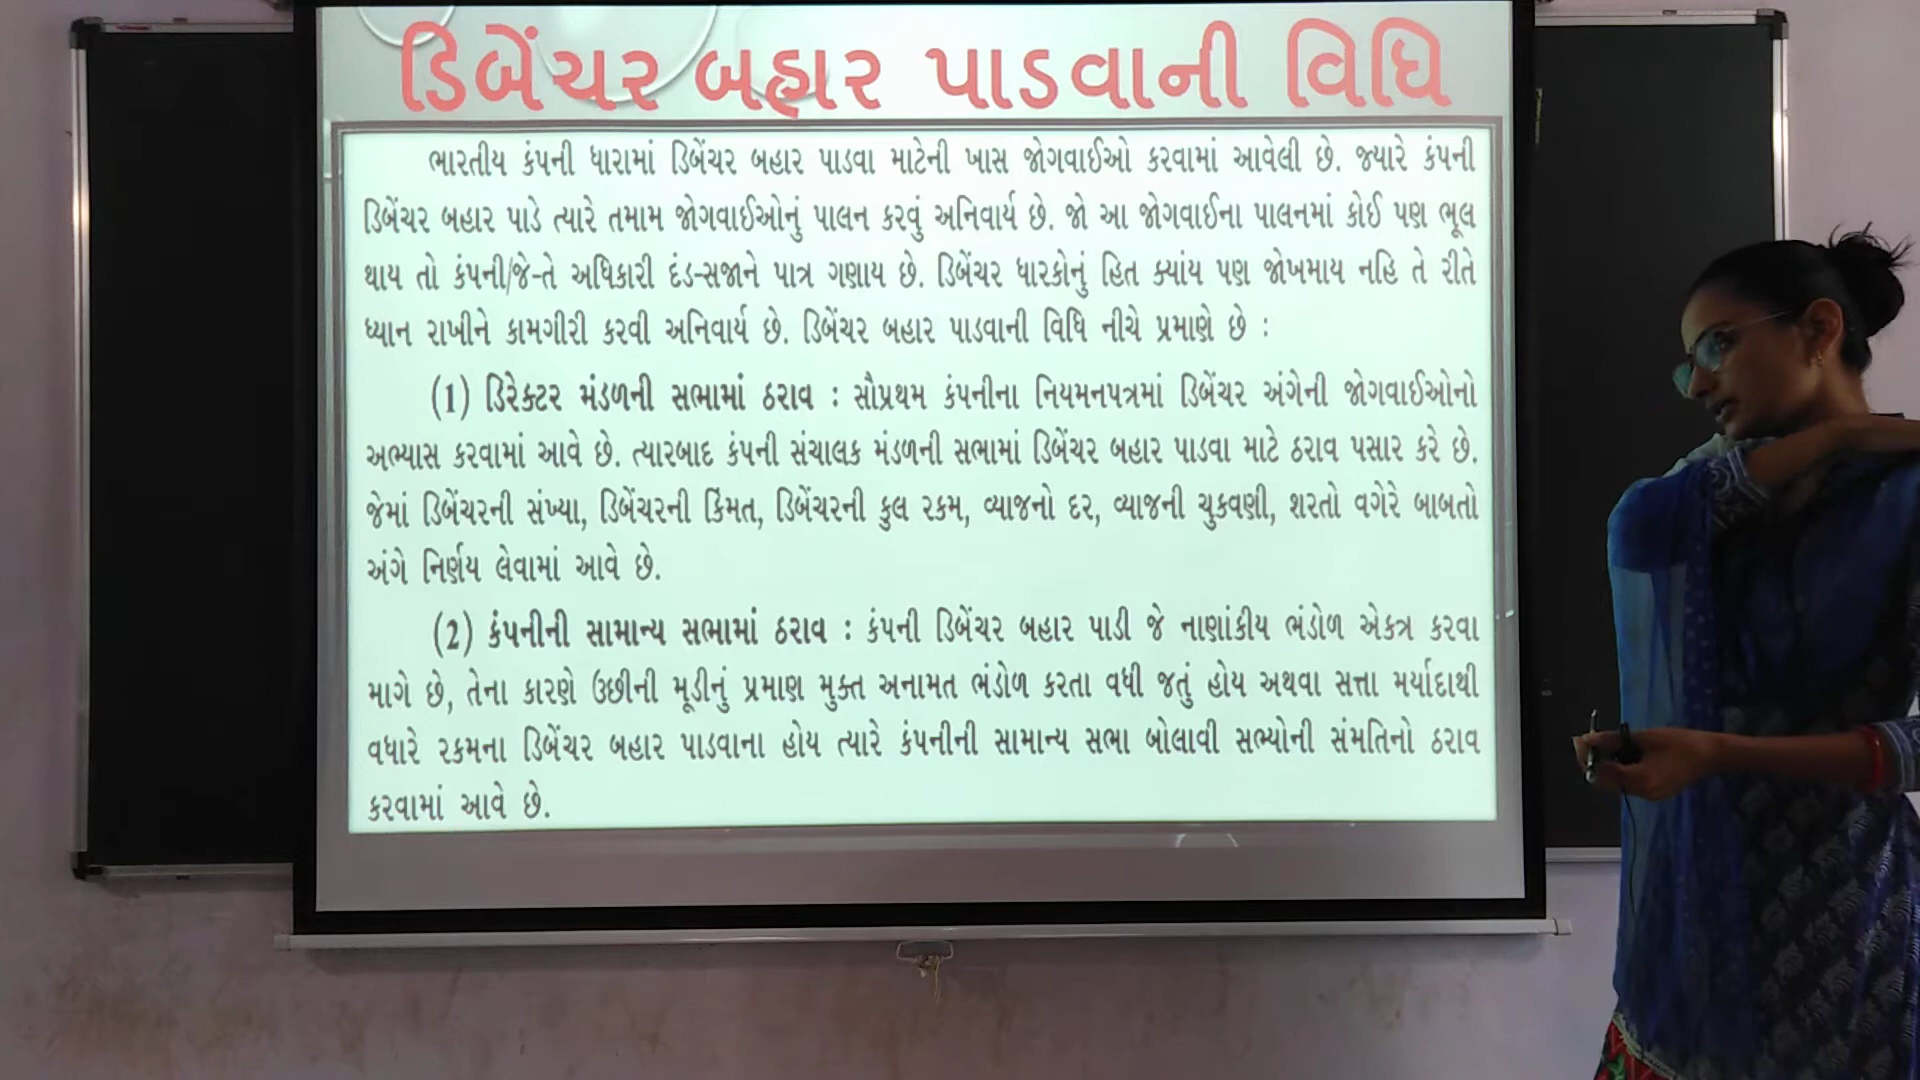 ડિબેંચર બહાર પાડવાની વિધિ
ભારતીય કંપની ધારામાં ડિબેંચર બહાર પાડવા માટેની ખાસ જોગવાઈઓ કરવામાં આવેલી છે. જ્યારે કંપની
ડિબેંચર બહાર પાડે ત્યારે તમામ જોગવાઈઓનું પાલન કરવું અનિવાર્ય છે. જો આ જોગવાઈના પાલનમાં કોઈ પણ ભૂલ
થાય તો કંપની/જે-તે અધિકારી દંડ-સજાને પાત્ર ગણાય છે. ડિબેંચર ધારકોનું હિત ક્યાંય પણ જોખમાય નહિ તે રીતે
ધ્યાન રાખીને કામગીરી કરવી અનિવાર્ય છે. ડિબેંચર બહાર પાડવાની વિધિ નીચે પ્રમાણે છે :
(1) ડિરેક્ટર મંડળની સભામાં ઠરાવ : સૌપ્રથમ કંપનીના નિયમનપત્રમાં ડિબેંચર અંગેની જોગવાઈઓનો
અભ્યાસ કરવામાં આવે છે. ત્યારબાદ કંપની સંચાલક મંડળની સભામાં ડિબેંચર બહાર પાડવા માટે ઠરાવ પસાર કરે છે.
જેમાં ડિબેંચરની સંખ્યા, ડિબેંચરની કિંમત, ડિબેંચરની કુલ રકમ, વ્યાજનો દર, વ્યાજની ચુકવણી, શરતો વગેરે બાબતો
અંગે નિર્ણય લેવામાં આવે છે.
(2) કંપનીની સામાન્ય સભામાં ઠરાવ : કંપની ડિબેંચર બહાર પાડી જે નાણાંકીય ભંડોળ એકત્ર કરવા
માગે છે, તેના કારણે ઉછીની મૂડીનું પ્રમાણ મુક્ત અનામત ભંડોળ કરતા વધી જતું હોય અથવા સત્તા મર્યાદાથી
વધારે રકમના ડિબેંચર બહાર પાડવાના હોય ત્યારે કંપનીની સામાન્ય સભા બોલાવી સભ્યોની સંમતિનો ઠરાવ
કરવામાં આવે છે.